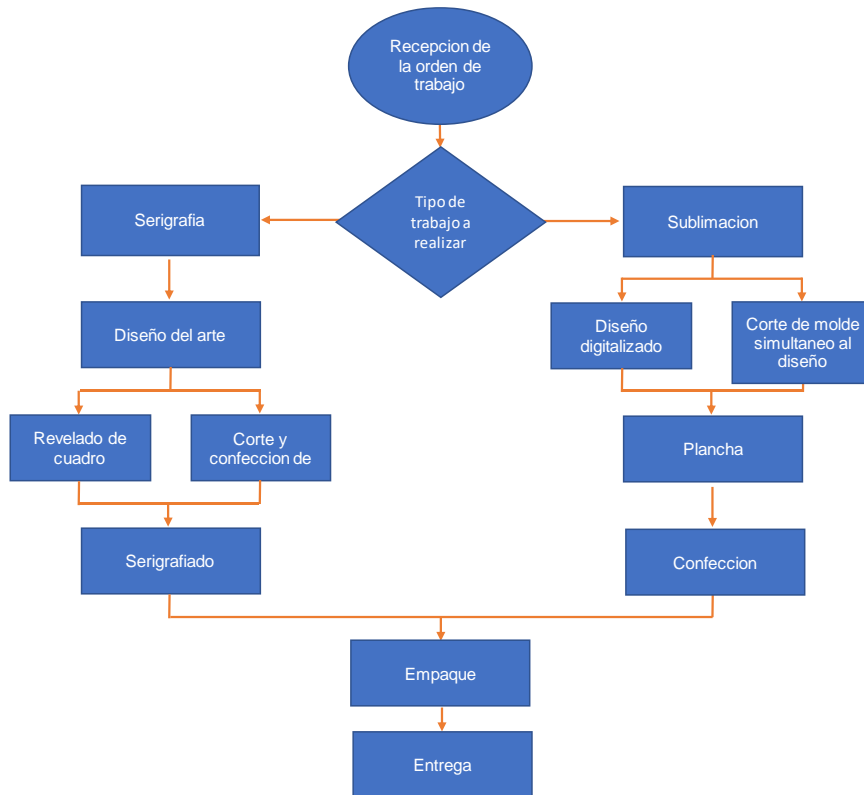 Recepcion de
la orden de
trabajo
Tipo de
trabajo a
realizar
Serigrafia
Sublimacion
Diseño del arte
Diseño
digitalizado
Corte de molde
simultaneo al
diseño
Revelado de
cuadro
Corte y
confeccion de
Plancha
Serigrafiado
Confeccion
Empaque
Entrega